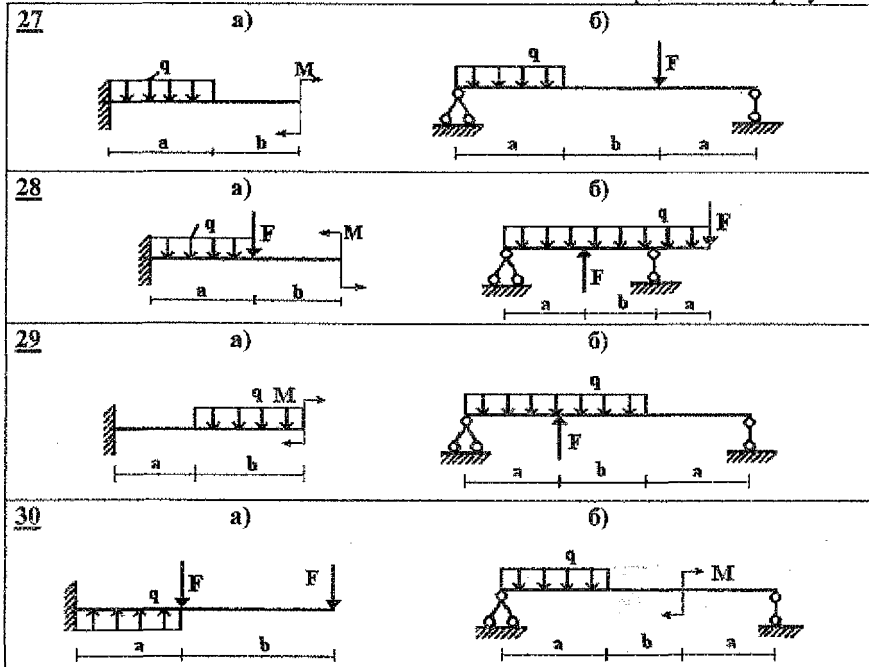 27 а) б)
q M q F
a b a b a
28 а) б)
q F M q F
F
a b a b a
29 а) б)
q M q
F
a b a b a
30 а) б)
F F q M
q
a b a b a